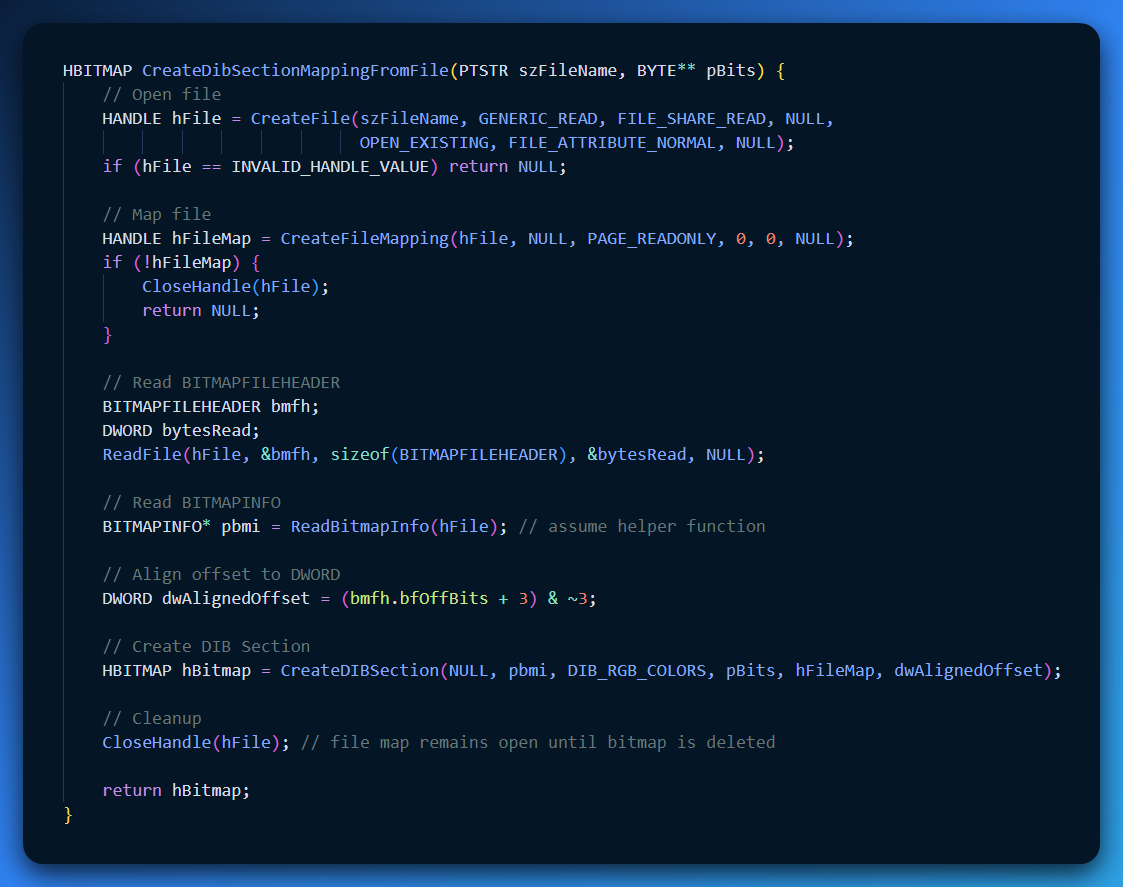 HBITMAP CreateDibSectionMappingFromFile(PTSTR szFileName, BYTE** pBits) {
    // Open file
    HANDLE hFile = CreateFile(szFileName, GENERIC_READ, FILE_SHARE_READ, NULL,
                              OPEN_EXISTING, FILE_ATTRIBUTE_NORMAL, NULL);
    if (hFile == INVALID_HANDLE_VALUE) return NULL;

    // Map file
    HANDLE hFileMap = CreateFileMapping(hFile, NULL, PAGE_READONLY, 0, 0, NULL);
    if (!hFileMap) {
        CloseHandle(hFile);
        return NULL;
    }

    // Read BITMAPFILEHEADER
    BITMAPFILEHEADER bmfh;
    DWORD bytesRead;
    ReadFile(hFile, &bmfh, sizeof(BITMAPFILEHEADER), &bytesRead, NULL);

    // Read BITMAPINFO
    BITMAPINFO* pbmi = ReadBitmapInfo(hFile); // assume helper function

    // Align offset to DWORD
    DWORD dwAlignedOffset = (bmfh.bfOffBits + 3) & ~3;

    // Create DIB Section
    HBITMAP hBitmap = CreateDIBSection(NULL, pbmi, DIB_RGB_COLORS, pBits, hFileMap, dwAlignedOffset);

    // Cleanup
    CloseHandle(hFile); // file map remains open until bitmap is deleted

    return hBitmap;
}